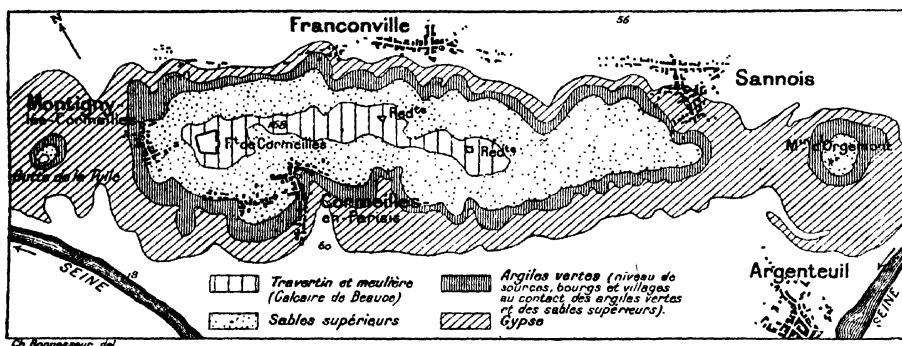 56
Franconville
N
Sannois
Montigny-
les-Cormeilles
Redte
168
Ft de Cormeilles
Redte
Min d'Orgemont
Butte de la Tuile
Cormeilles-
en-Parisis
60
SEINE
18
Argenteuil
SEINE
Travertin et meulière
(Calcaire de Beauce)
Sables supérieurs
Argiles vertes (niveau de
sources, bourgs et villages
au contact des argiles vertes
et des sables supérieurs).
Gypse
Ch. Bonnesseur, del.